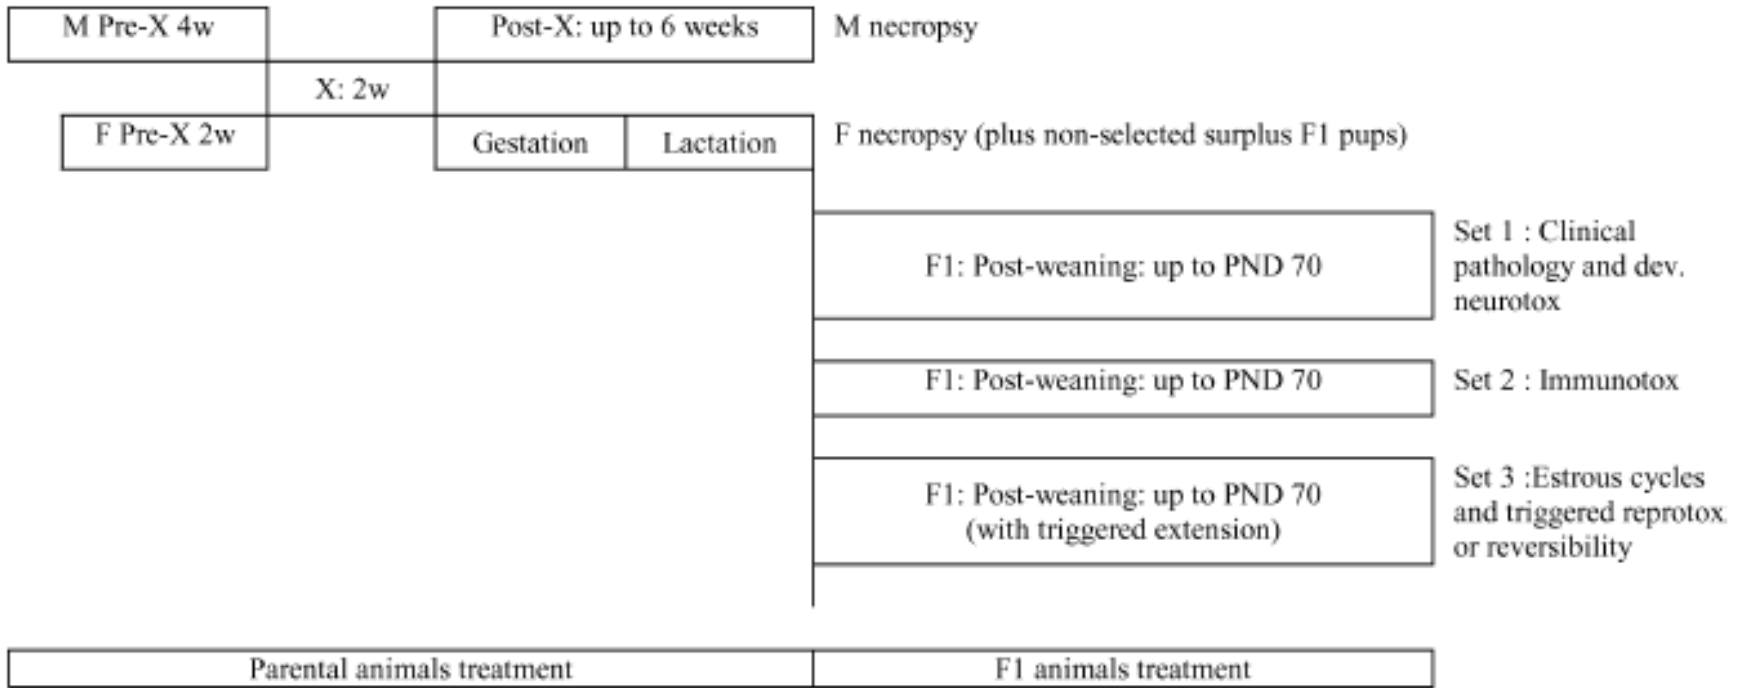 M Pre-X 4w
Post-X: up to 6 weeks
M necropsy
X: 2w
F Pre-X 2w
Gestation
Lactation
F necropsy (plus non-selected surplus F1 pups)
F1: Post-weaning: up to PND 70
Set 1 : Clinical
pathology and dev.
neurotox
F1: Post-weaning: up to PND 70
Set 2 : Immunotox
F1: Post-weaning: up to PND 70
(with triggered extension)
Set 3 :Estrous cycles
and triggered reprotox
or reversibility
Parental animals treatment
F1 animals treatment